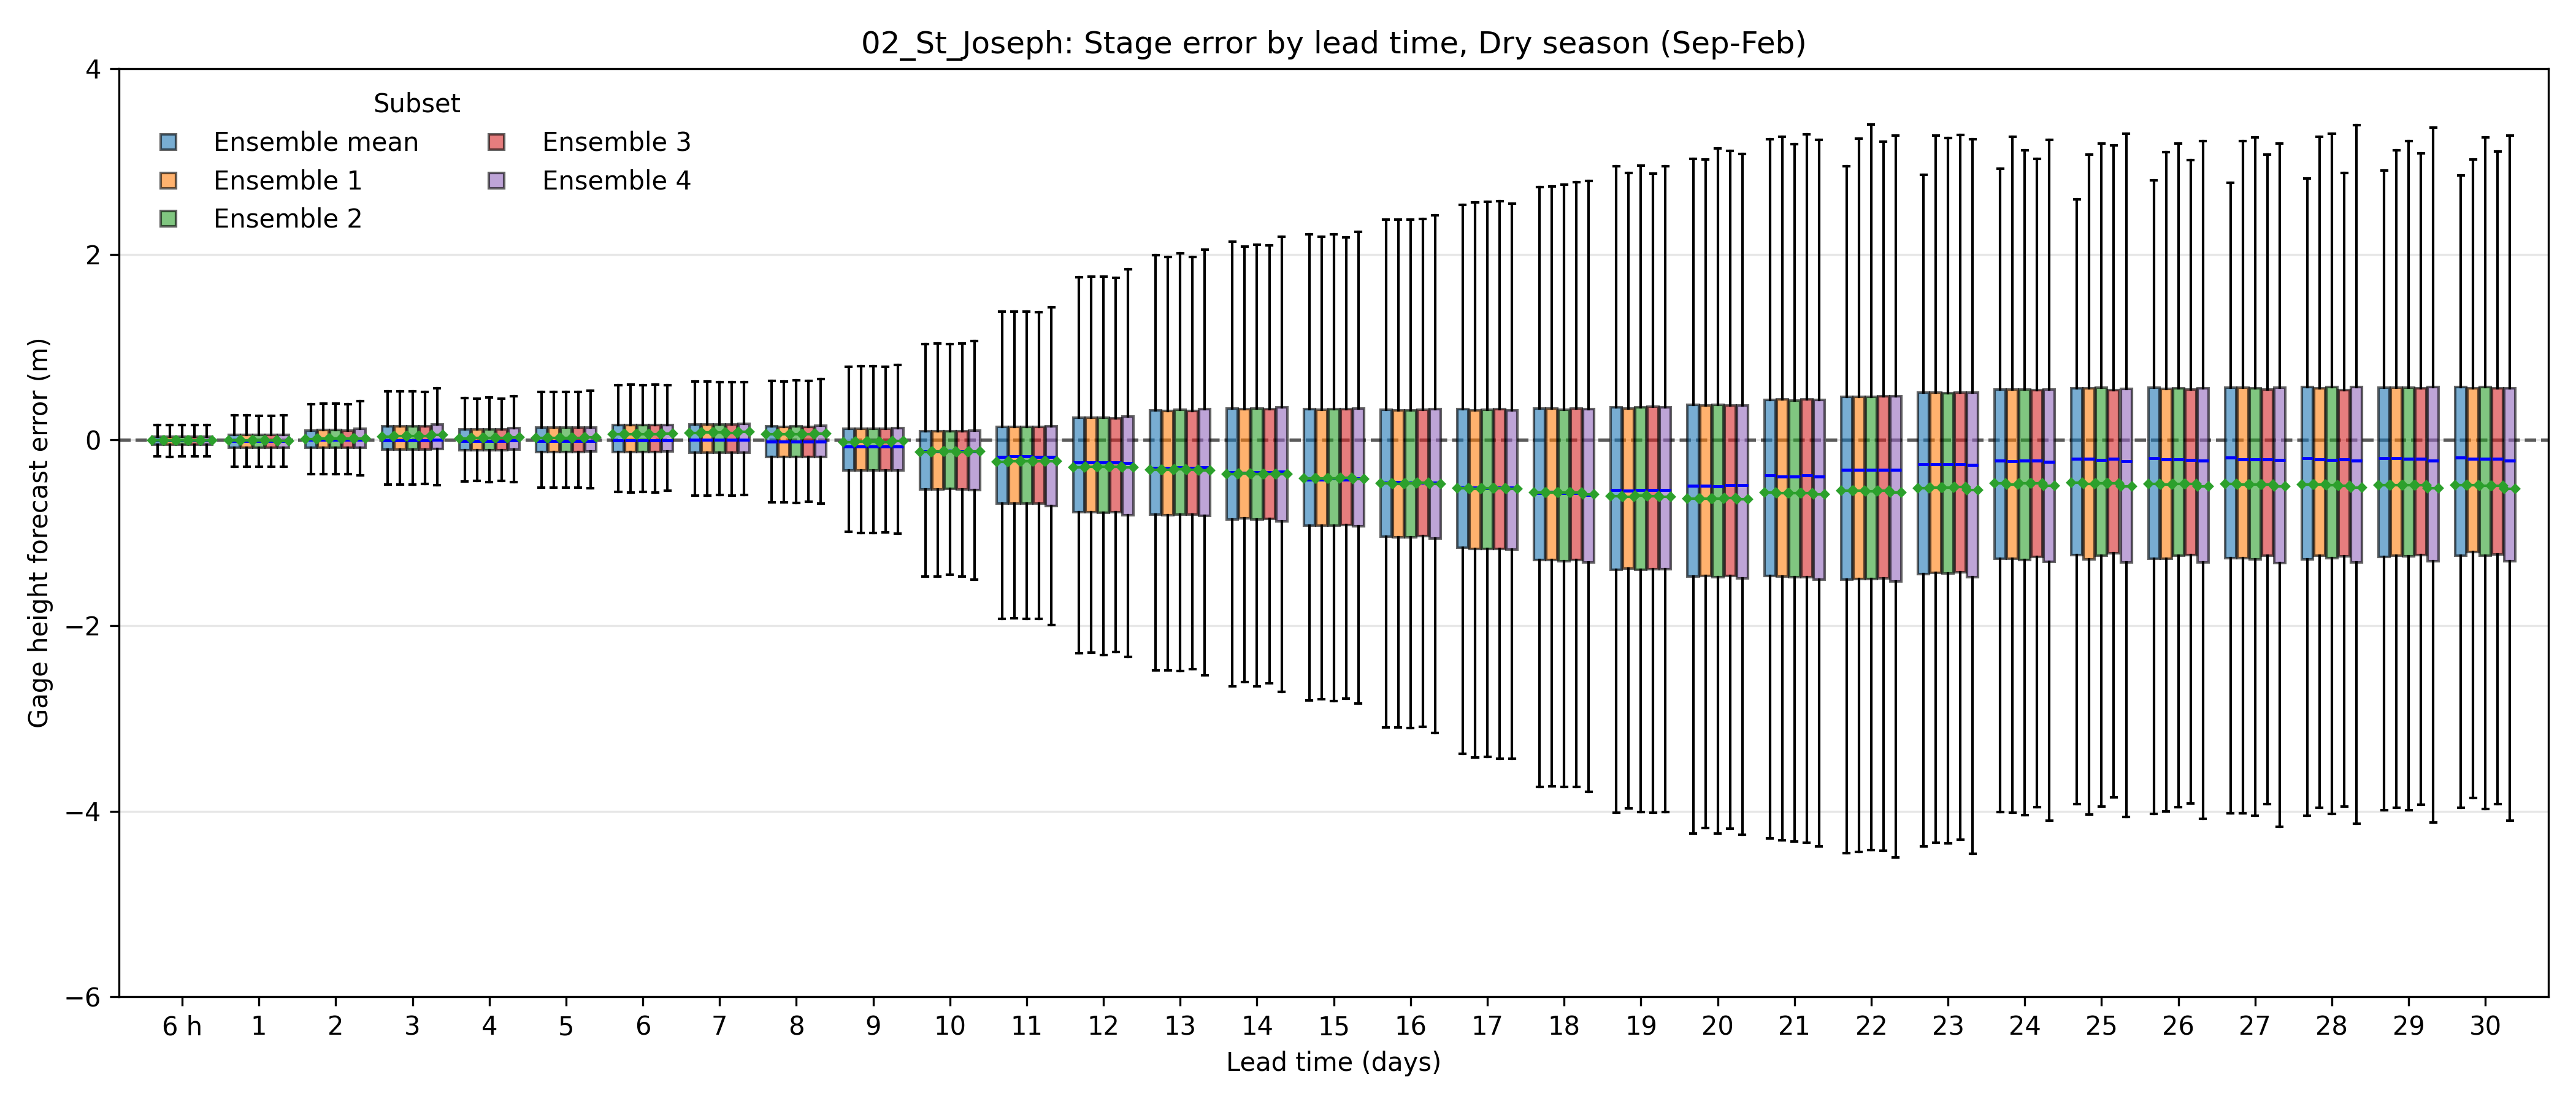 02_St_Joseph: Stage error by lead time, Dry season (Sep-Feb)
Gage height forecast error (m)
4
2
0
−2
−4
−6
Subset
Ensemble mean
Ensemble 1
Ensemble 2
Ensemble 3
Ensemble 4
6 h 1 2 3 4 5 6 7 8 9 10 11 12 13 14 15 16 17 18 19 20 21 22 23 24 25 26 27 28 29 30
Lead time (days)